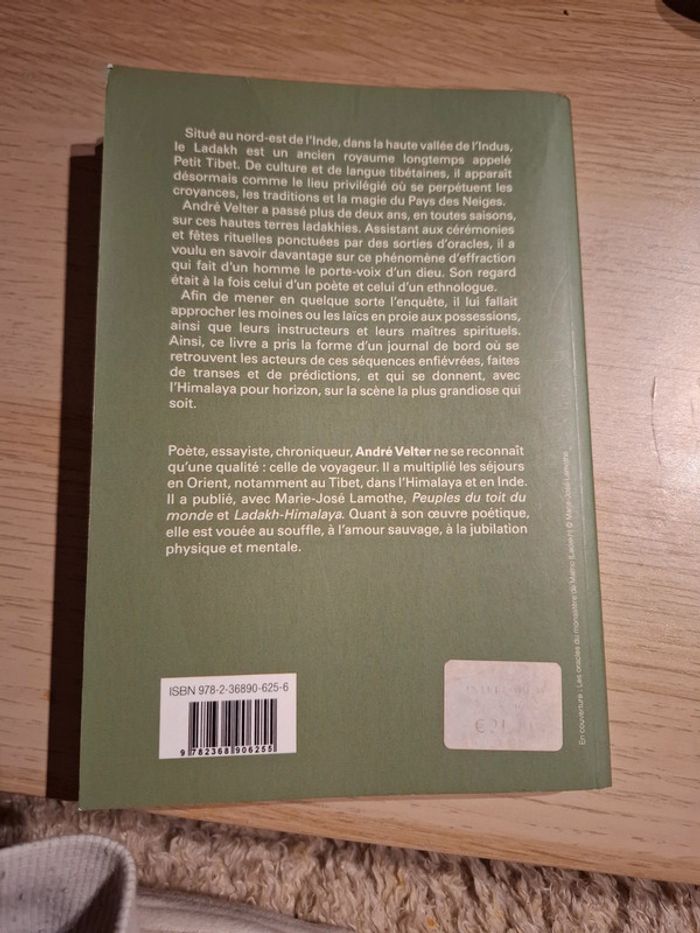 Situé au nord-est de l'Inde, dans la haute vallée de l'Indus,
le Ladakh est un ancien royaume longtemps appelé
Petit Tibet. De culture et de langue tibétaines, il apparaît
désormais comme le lieu privilégié où se perpétuent les
croyances, les traditions et la magie du Pays des Neiges.
André Velter a passé plus de deux ans, en toutes saisons,
sur ces hautes terres ladakhies. Assistant aux cérémonies
et fêtes rituelles ponctuées par des sorties d'oracles, il a
voulu en savoir davantage sur ce phénomène d'effraction
qui fait d'un homme le porte-voix d'un dieu. Son regard
était à la fois celui d'un poète et celui d'un ethnologue.
Afin de mener en quelque sorte l'enquête, il lui fallait
approcher les moines ou les laïcs en proie aux possessions,
ainsi que leurs instructeurs et leurs maîtres spirituels.
Ainsi, ce livre a pris la forme d'un journal de bord où se
retrouvent les acteurs de ces séquences enfiévrées, faites
de transes et de prédictions, et qui se donnent, avec
l'Himalaya pour horizon, sur la scène la plus grandiose qui
soit.
Poète, essayiste, chroniqueur, André Velter ne se reconnaît
qu'une qualité : celle de voyageur. Il a multiplié les séjours
en Orient, notamment au Tibet, dans l'Himalaya et en Inde.
Il a publié, avec Marie-José Lamothe, Peuples du toit du
monde et Ladakh-Himalaya. Quant à son œuvre poétique,
elle est vouée au souffle, à l'amour sauvage, à la jubilation
physique et mentale.
ISBN 978-2-36890-625-6
9 782368 906255
En couverture : Les oracles du monastère de Matho (Ladakh) © Marie-José Lamothe